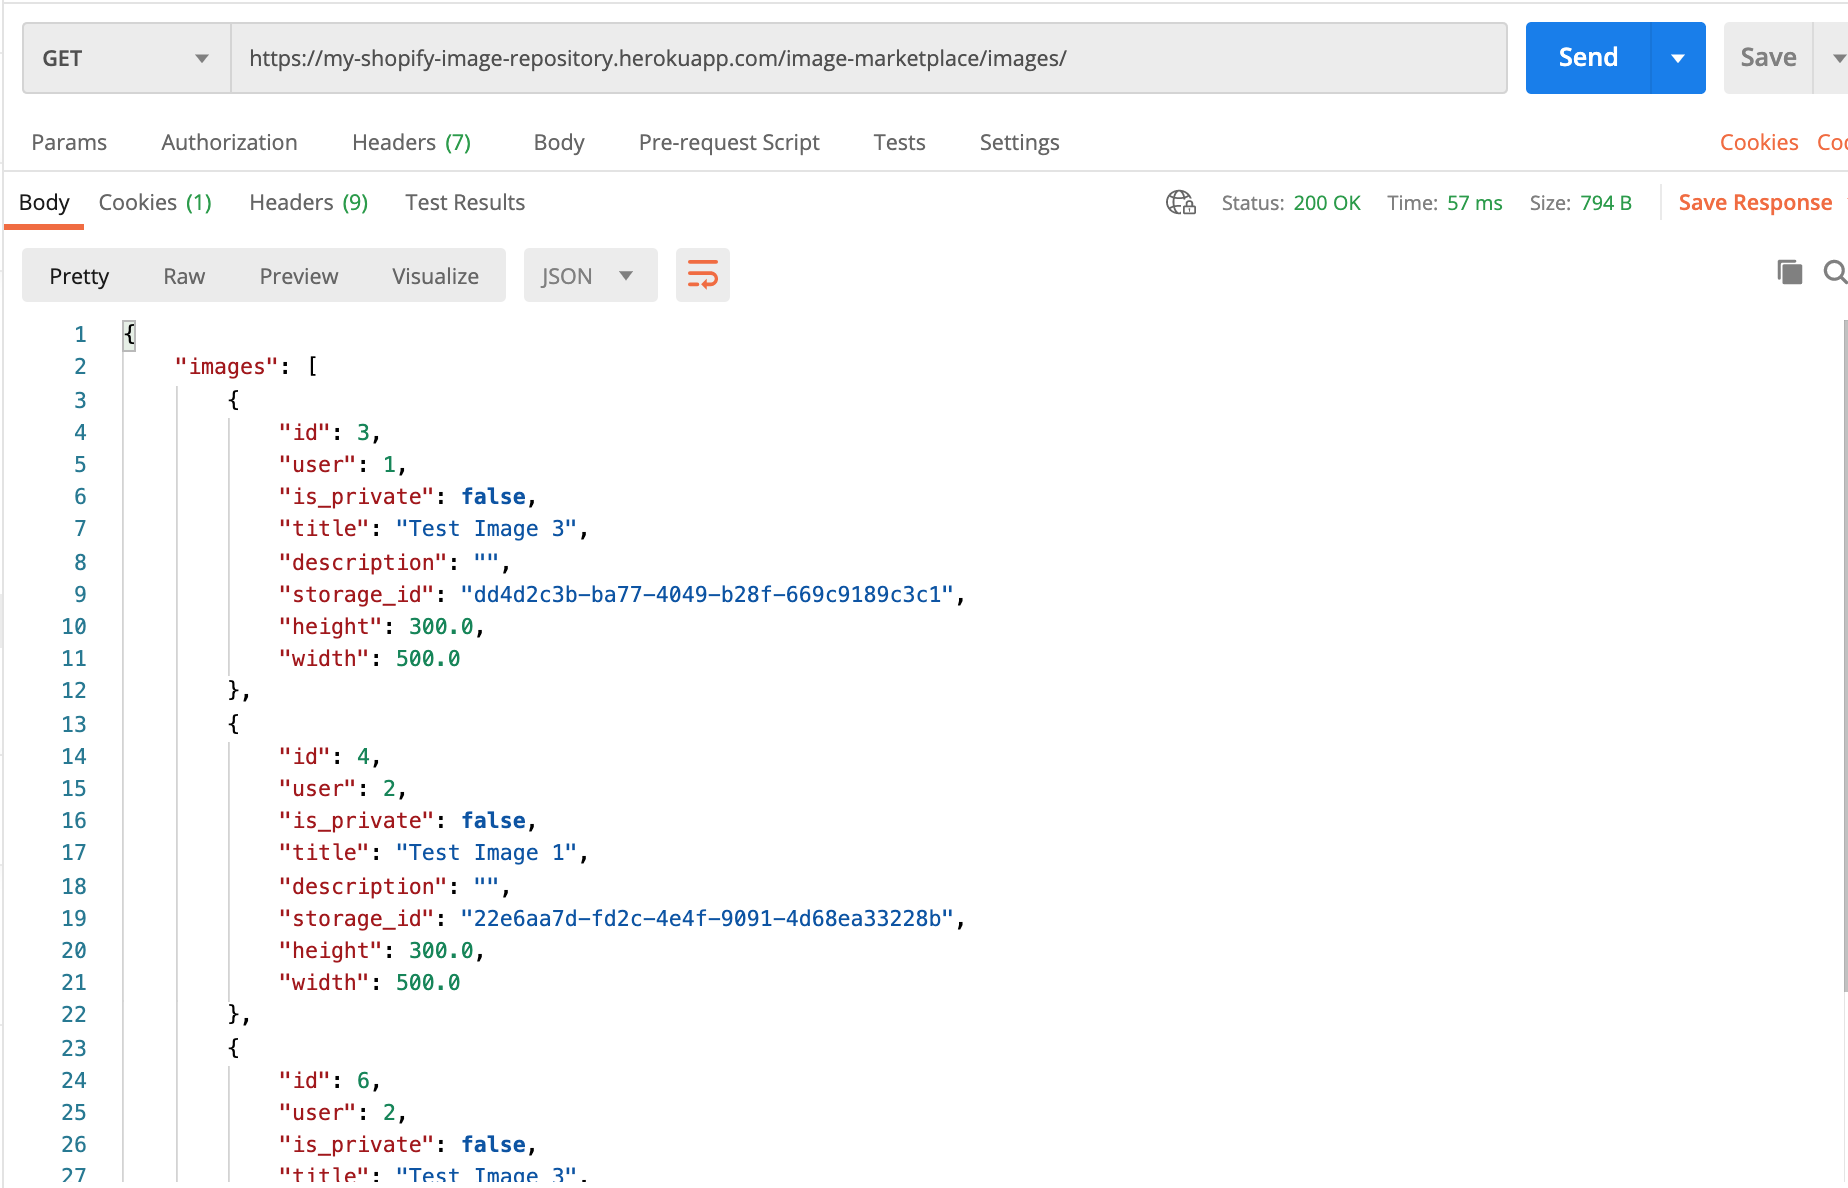 GET https://my-shopify-image-repository.herokuapp.com/image-marketplace/images/ Send Save
Params Authorization Headers (7) Body Pre-request Script Tests Settings Cookies
Body Cookies (1) Headers (9) Test Results Status: 200 OK Time: 57 ms Size: 794 B Save Response
Pretty Raw Preview Visualize JSON
1 {
2 "images": [
3 {
4 "id": 3,
5 "user": 1,
6 "is_private": false,
7 "title": "Test Image 3",
8 "description": "",
9 "storage_id": "dd4d2c3b-ba77-4049-b28f-669c9189c3c1",
10 "height": 300.0,
11 "width": 500.0
12 },
13 {
14 "id": 4,
15 "user": 2,
16 "is_private": false,
17 "title": "Test Image 1",
18 "description": "",
19 "storage_id": "22e6aa7d-fd2c-4e4f-9091-4d68ea33228b",
20 "height": 300.0,
21 "width": 500.0
22 },
23 {
24 "id": 6,
25 "user": 2,
26 "is_private": false,
27 "title": "Test Image 3",